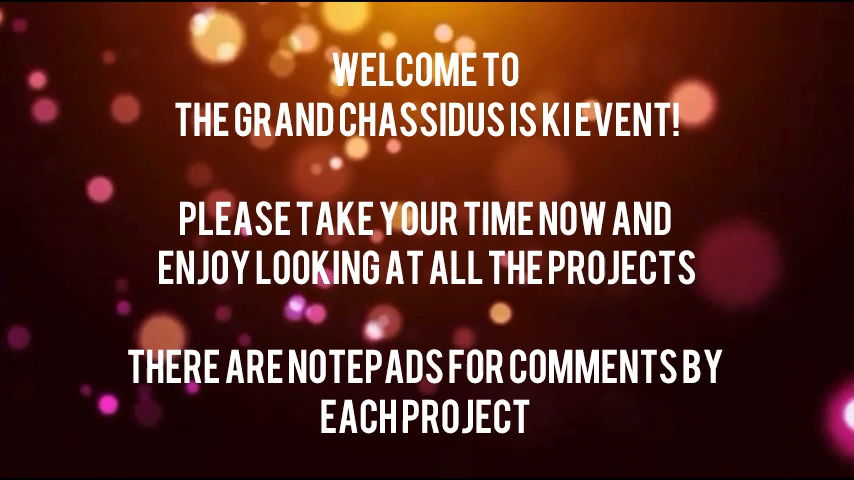 WELCOME TO
THE GRAND CHASSIDUS IS KI EVENT!
PLEASE TAKE YOUR TIME NOW AND
ENJOY LOOKING AT ALL THE PROJECTS
THERE ARE NOTEPADS FOR COMMENTS BY
EACH PROJECT